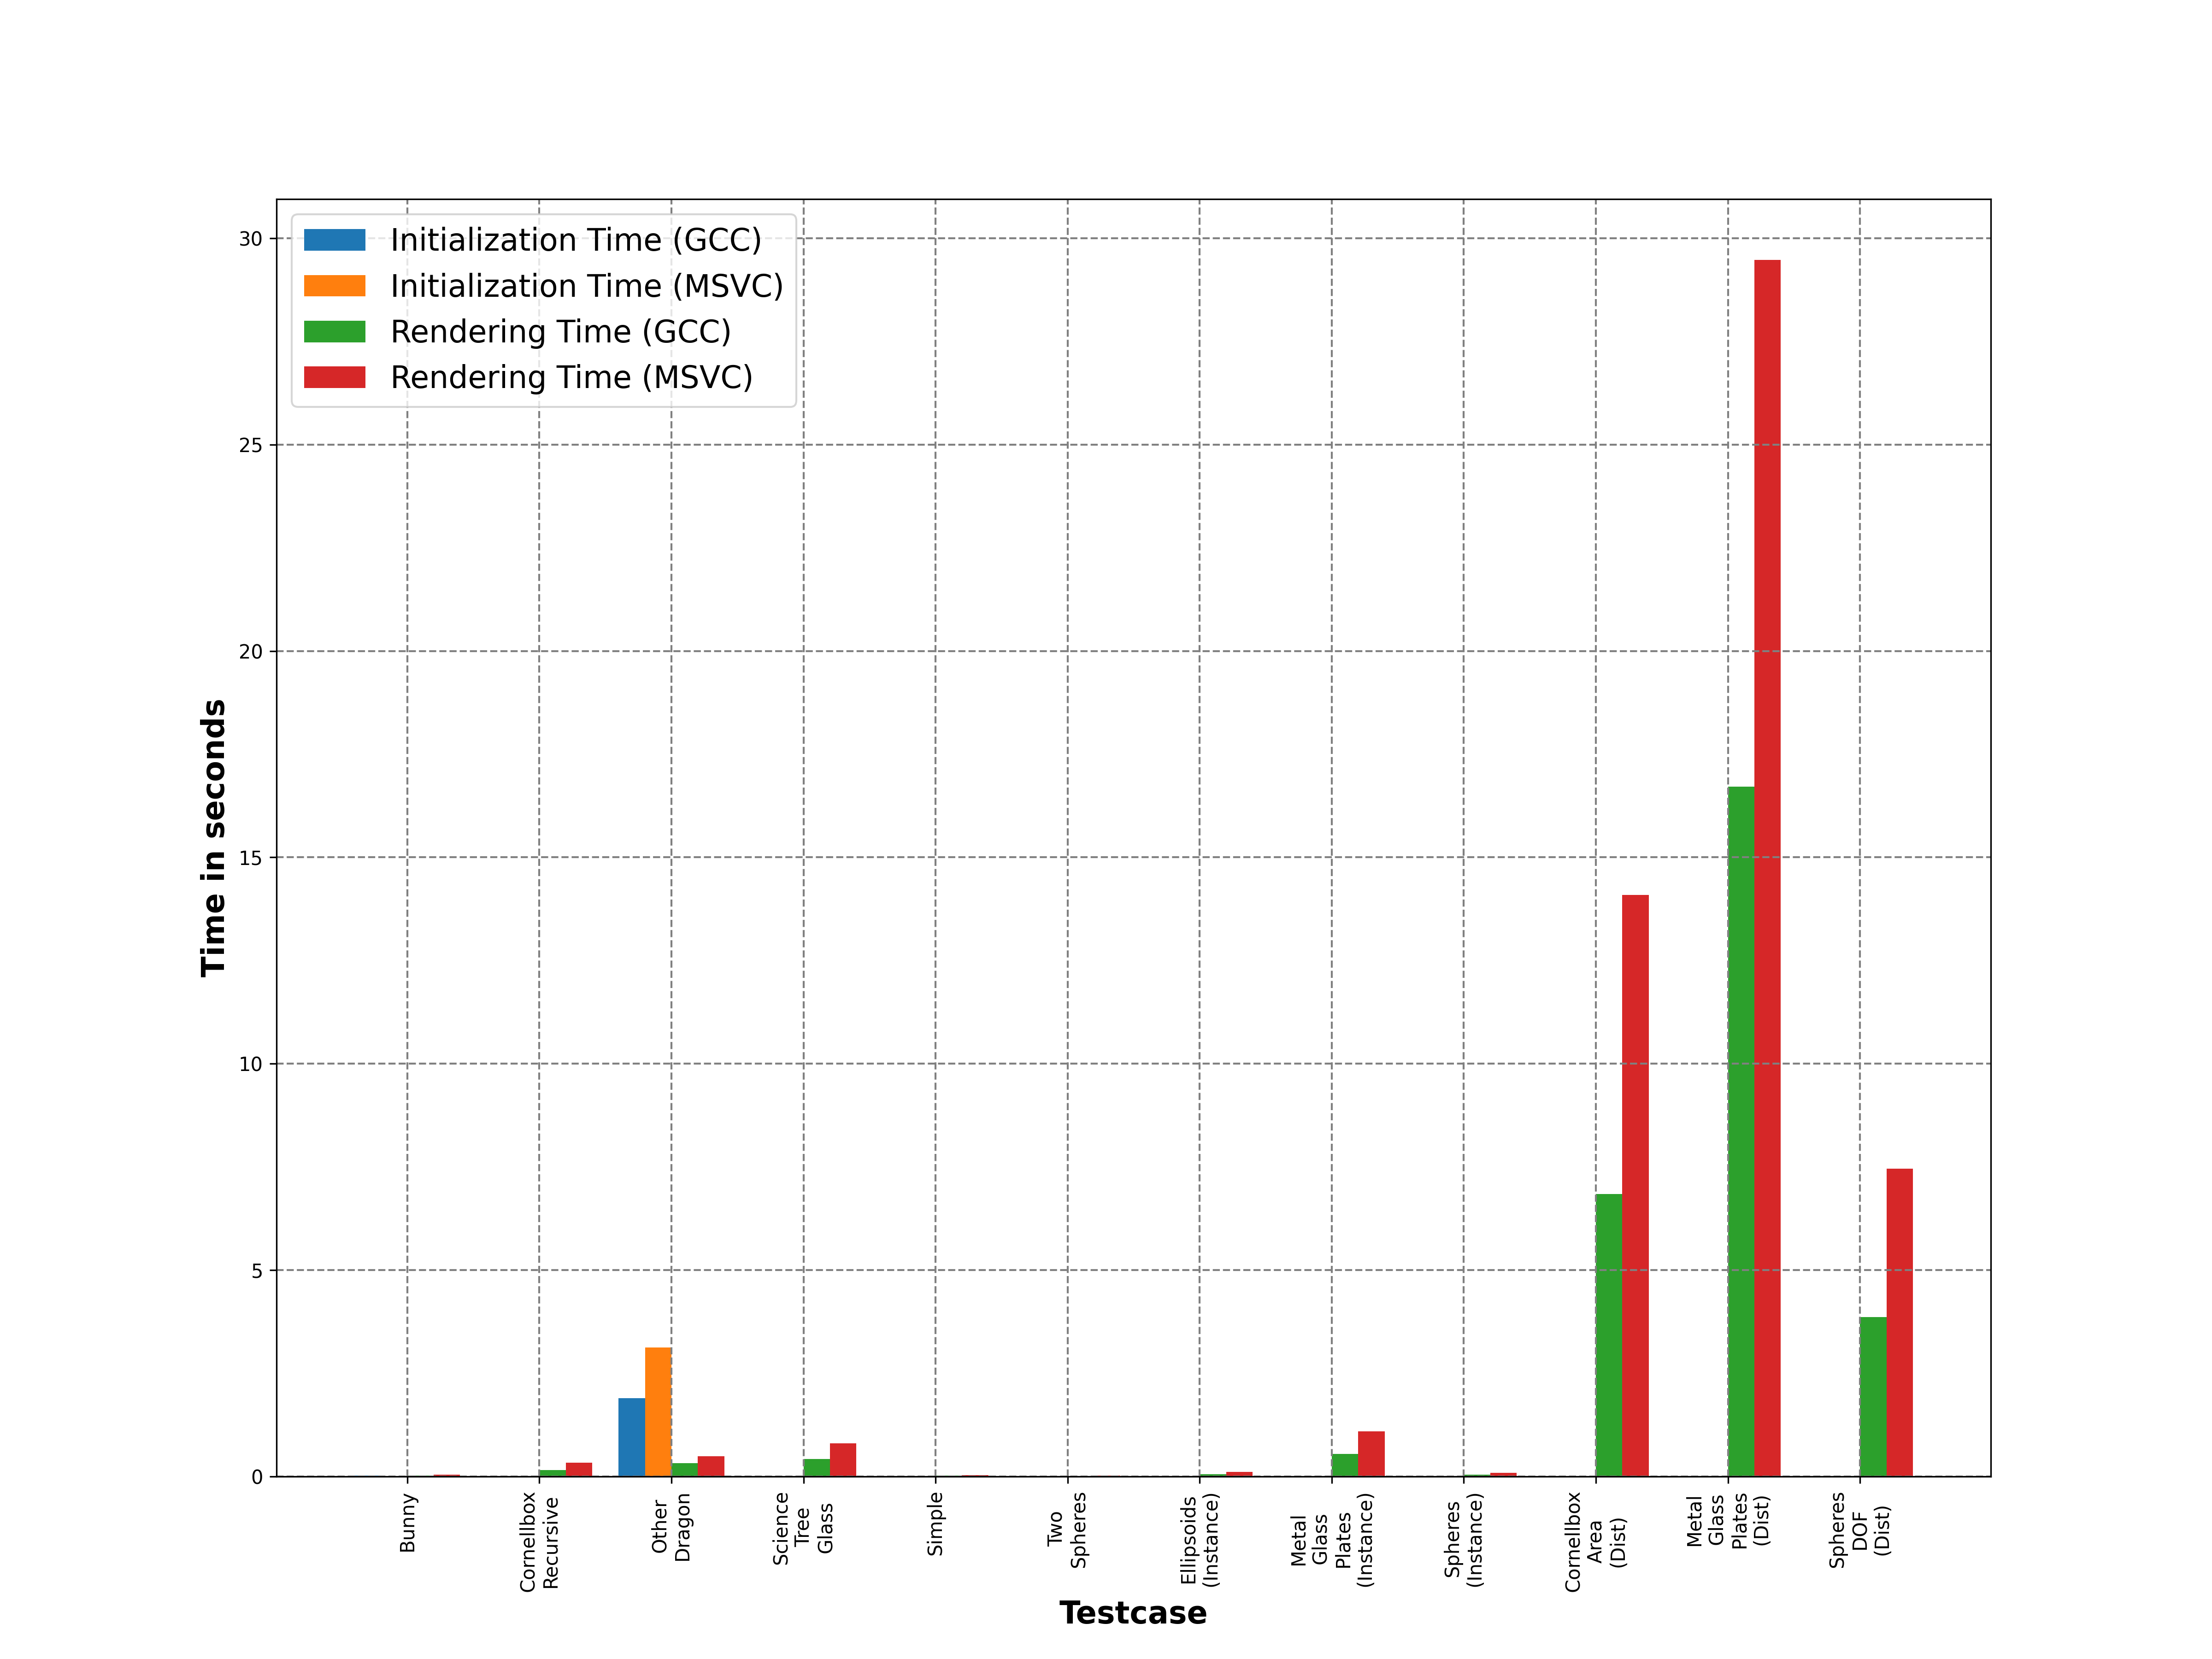 Initialization Time (GCC)
Initialization Time (MSVC)
Rendering Time (GCC)
Rendering Time (MSVC)
30
25
20
15
10
5
0
Time in seconds
Bunny
Cornellbox
Recursive
Other
Dragon
Science
Tree
Glass
Simple
Two
Spheres
Ellipsoids
(Instance)
Metal
Glass
Plates
(Instance)
Spheres
(Instance)
Cornellbox
Area
(Dist)
Metal
Glass
Plates
(Dist)
Spheres
DOF
(Dist)
Testcase